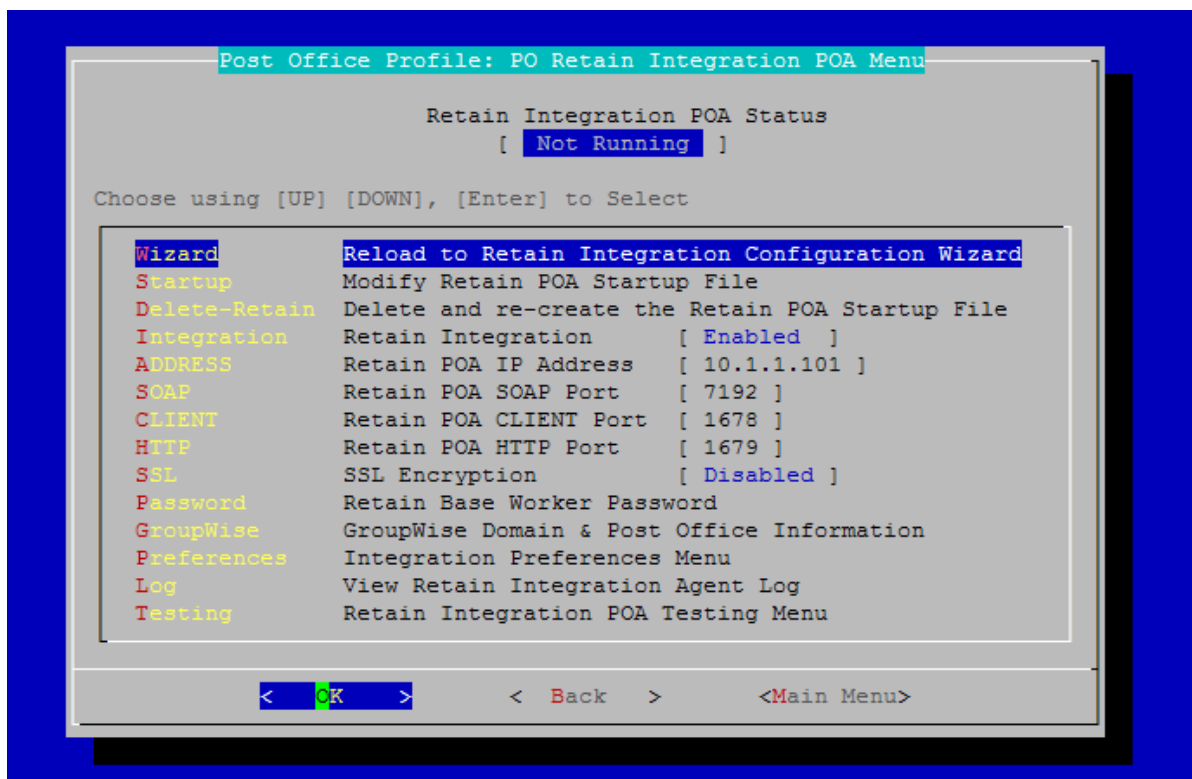 Post Office Profile: PO Retain Integration POA Menu
Retain Integration POA Status
[ Not Running ]
Choose using [UP] [DOWN], [Enter] to Select
Wizard Reload to Retain Integration Configuration Wizard
Startup Modify Retain POA Startup File
Delete-Retain Delete and re-create the Retain POA Startup File
Integration Retain Integration [ Enabled ]
ADDRESS Retain POA IP Address [ 10.1.1.101 ]
SOAP Retain POA SOAP Port [ 7192 ]
CLIENT Retain POA CLIENT Port [ 1678 ]
HTTP Retain POA HTTP Port [ 1679 ]
SSL SSL Encryption [ Disabled ]
Password Retain Base Worker Password
GroupWise GroupWise Domain & Post Office Information
Preferences Integration Preferences Menu
Log View Retain Integration Agent Log
Testing Retain Integration POA Testing Menu
< OK > < Back > <Main Menu>